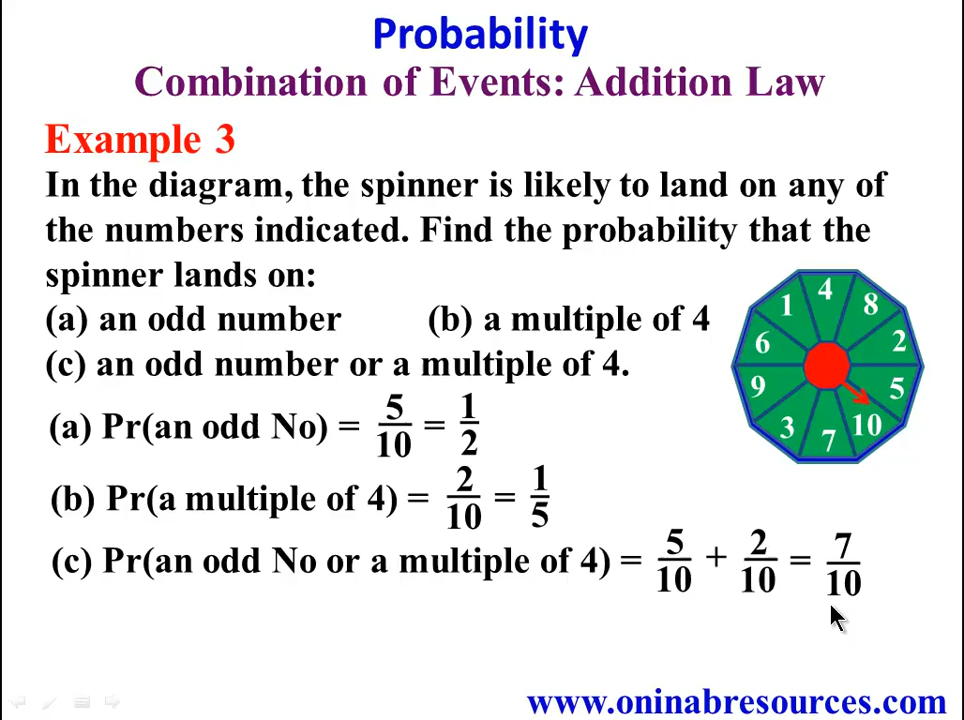 Probability
Combination of Events: Addition Law
Example 3
In the diagram, the spinner is likely to land on any of
the numbers indicated. Find the probability that the
spinner lands on:
(a) an odd number (b) a multiple of 4
(c) an odd number or a multiple of 4.
1 4 8 2 5 10 7 3 9 6
(a) Pr(an odd No) = 5/10 = 1/2
(b) Pr(a multiple of 4) = 2/10 = 1/5
(c) Pr(an odd No or a multiple of 4) = 5/10 + 2/10 = 7/10
www.oninabresources.com